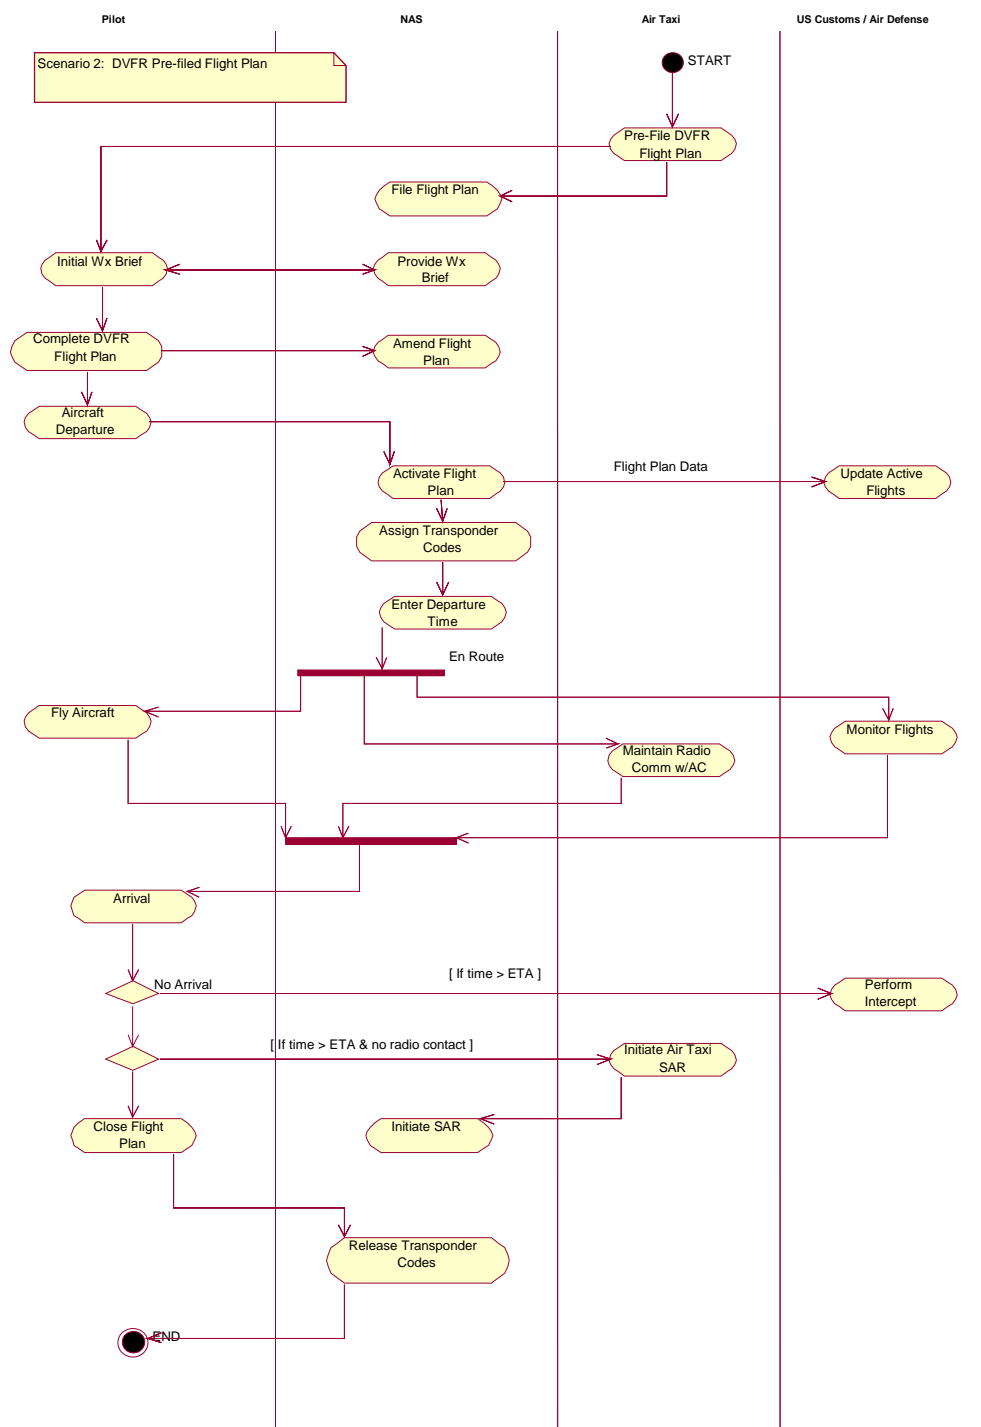 Pilot
NAS
Air Taxi
US Customs / Air Defense
Scenario 2: DVFR Pre-filed Flight Plan
START
Pre-File DVFR
Flight Plan
File Flight Plan
Initial Wx Brief
Provide Wx
Brief
Complete DVFR
Flight Plan
Amend Flight
Plan
Aircraft
Departure
Activate Flight
Plan
Flight Plan Data
Update Active
Flights
Assign Transponder
Codes
Enter Departure
Time
En Route
Fly Aircraft
Maintain Radio
Comm w/AC
Monitor Flights
Arrival
No Arrival
[ If time > ETA ]
Perform
Intercept
[ If time > ETA & no radio contact ]
Initiate Air Taxi
SAR
Close Flight
Plan
Initiate SAR
Release Transponder
Codes
END